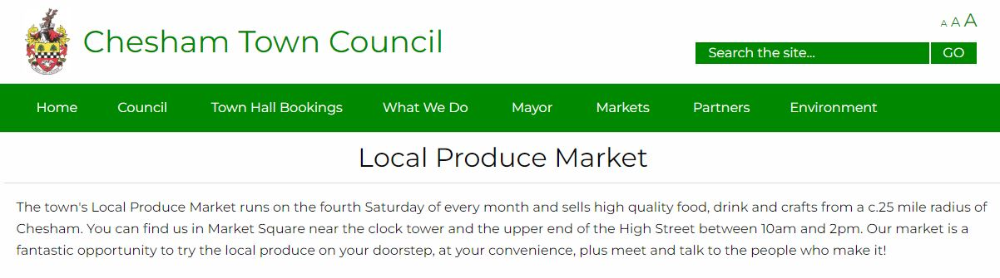 A A A
Chesham Town Council
Search the site...
GO
Home Council Town Hall Bookings What We Do Mayor Markets Partners Environment
Local Produce Market
The town's Local Produce Market runs on the fourth Saturday of every month and sells high quality food, drink and crafts from a c.25 mile radius of
Chesham. You can find us in Market Square near the clock tower and the upper end of the High Street between 10am and 2pm. Our market is a
fantastic opportunity to try the local produce on your doorstep, at your convenience, plus meet and talk to the people who make it!